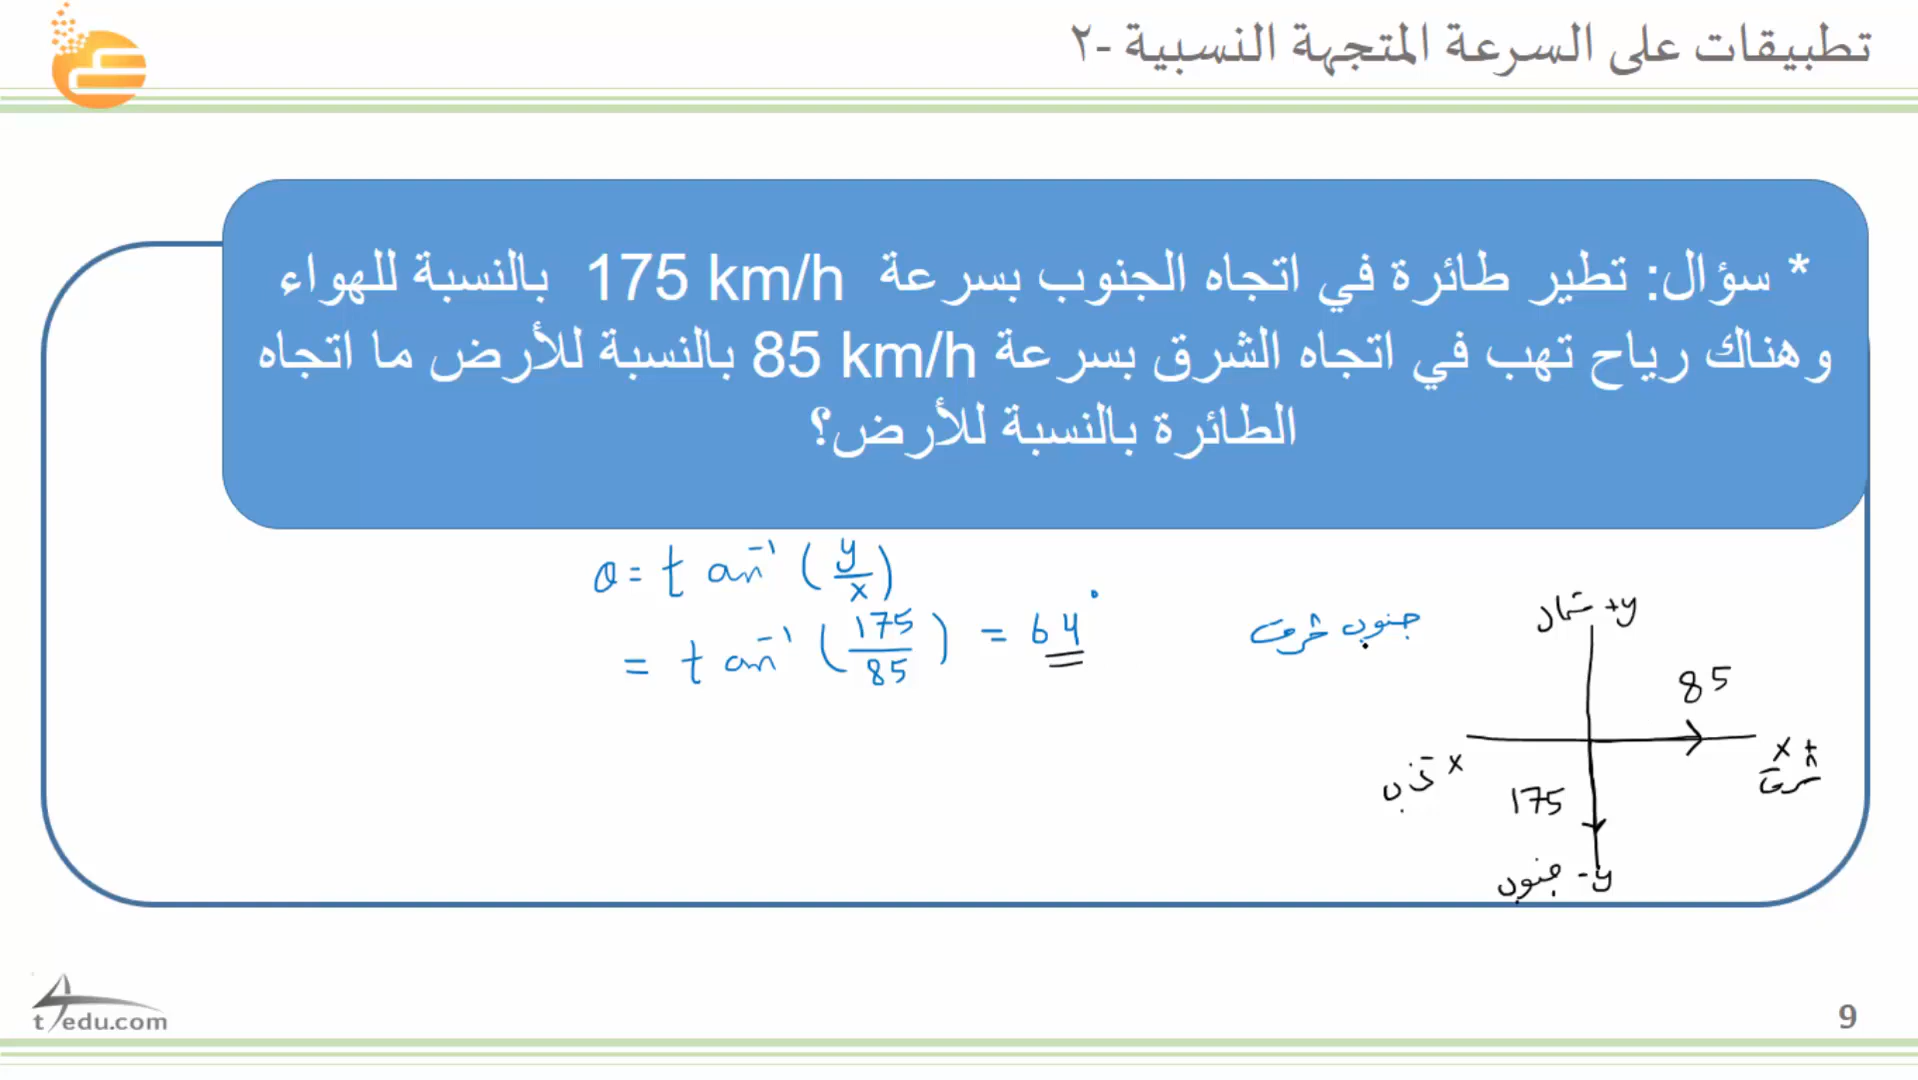 تطبيقات على السرعة المتجهة النسبية -٢
* سؤال: تطير طائرة في اتجاه الجنوب بسرعة 175 km/h بالنسبة للهواء
وهناك رياح تهب في اتجاه الشرق بسرعة 85 km/h بالنسبة للأرض ما اتجاه
الطائرة بالنسبة للأرض؟
θ = tan⁻¹ (y/x)
= tan⁻¹ (175/85) = 64° جنوب شرق
شمال +y
85
x +
شرق
x -
175
جنوب -y
edu.com
9